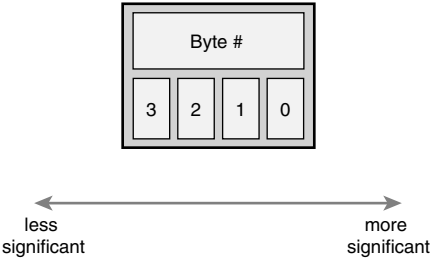 Byte #
3 2 1 0
less
significant
more
significant